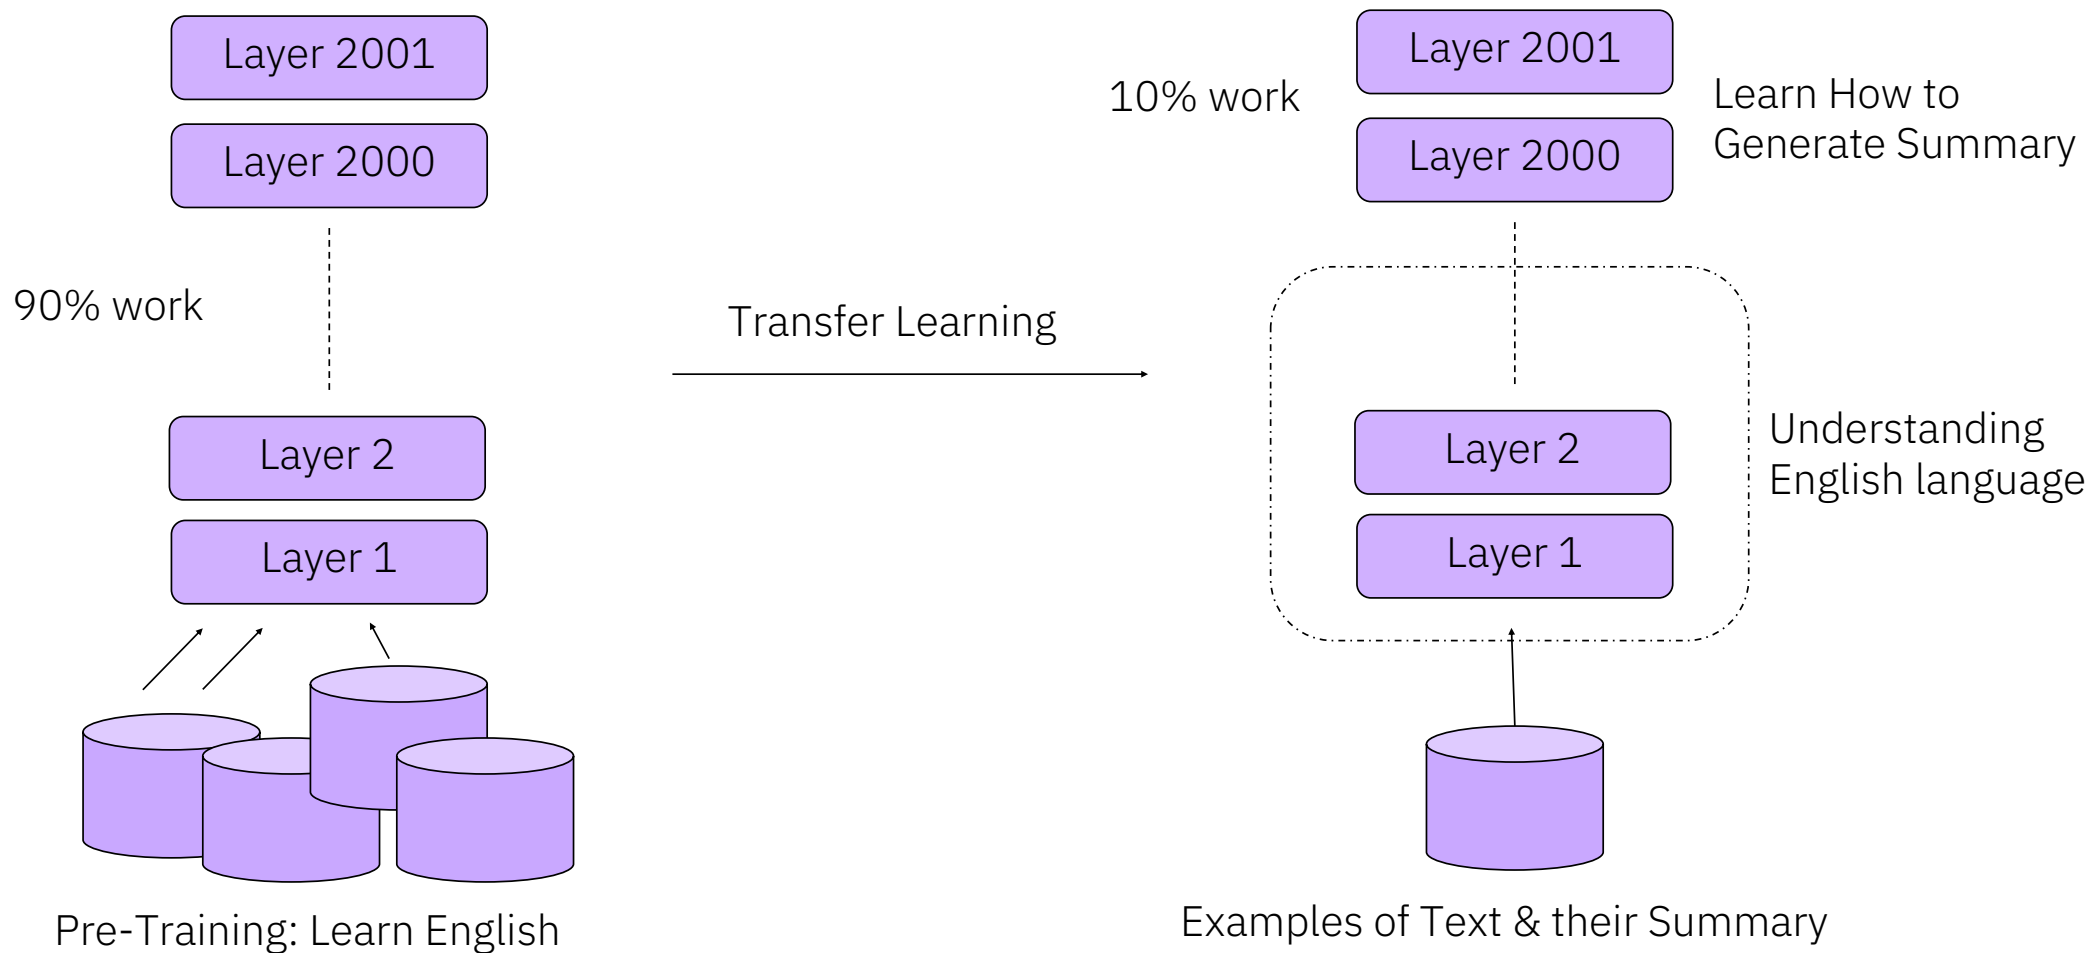 Layer 2001
Layer 2000
90% work
Layer 2
Layer 1
Pre-Training: Learn English
Transfer Learning
Layer 2001
10% work
Layer 2000
Learn How to
Generate Summary
Layer 2
Layer 1
Understanding
English language
Examples of Text & their Summary